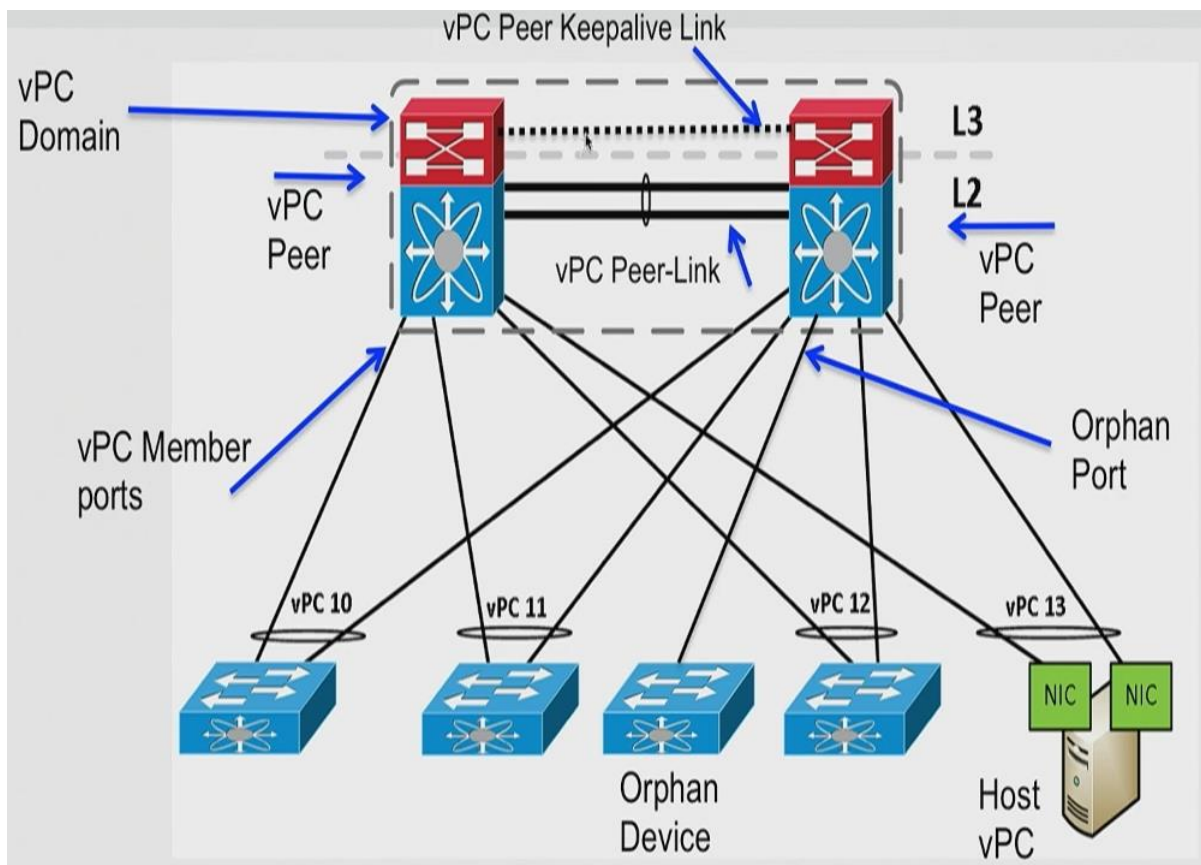 vPC Peer Keepalive Link
vPC
Domain
L3
L2
vPC
Peer
vPC Peer-Link
vPC
Peer
vPC Member
ports
Orphan
Port
vPC 10
vPC 11
vPC 12
vPC 13
NIC
NIC
Orphan
Device
Host
vPC